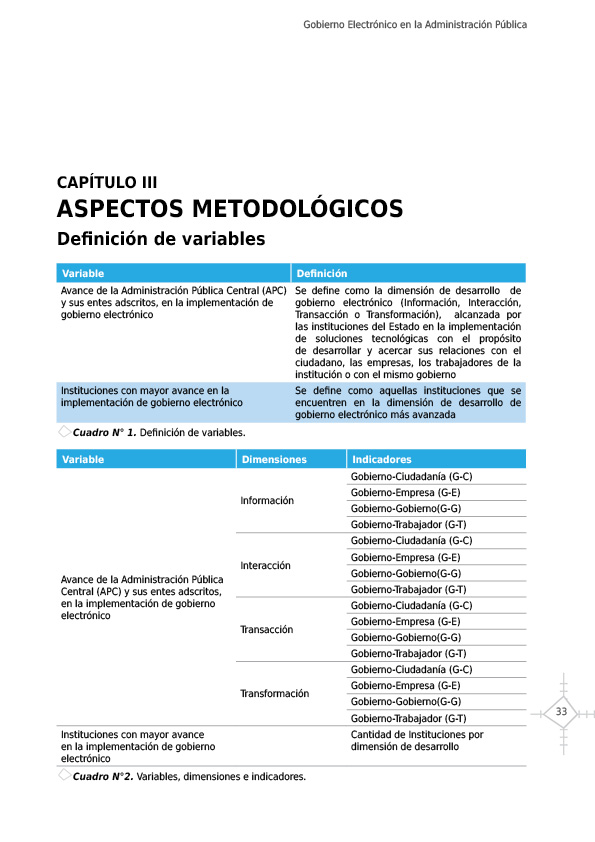 Gobierno Electrónico en la Administración Pública
CAPÍTULO III
ASPECTOS METODOLÓGICOS
Definición de variables
Variable
Definición
Avance de la Administración Pública Central (APC)
y sus entes adscritos, en la implementación de
gobierno electrónico
Se define como la dimensión de desarrollo de
gobierno electrónico (Información, Interacción,
Transacción o Transformación), alcanzada por
las instituciones del Estado en la implementación
de soluciones tecnológicas con el propósito
de desarrollar y acercar sus relaciones con el
ciudadano, las empresas, los trabajadores de la
institución o con el mismo gobierno
Instituciones con mayor avance en la
implementación de gobierno electrónico
Se define como aquellas instituciones que se
encuentren en la dimensión de desarrollo de
gobierno electrónico más avanzada
Cuadro N° 1. Definición de variables.
Variable
Dimensiones
Indicadores
Avance de la Administración Pública
Central (APC) y sus entes adscritos,
en la implementación de gobierno
electrónico
Información
Gobierno-Ciudadanía (G-C)
Gobierno-Empresa (G-E)
Gobierno-Gobierno(G-G)
Gobierno-Trabajador (G-T)
Interacción
Gobierno-Ciudadanía (G-C)
Gobierno-Empresa (G-E)
Gobierno-Gobierno(G-G)
Gobierno-Trabajador (G-T)
Transacción
Gobierno-Ciudadanía (G-C)
Gobierno-Empresa (G-E)
Gobierno-Gobierno(G-G)
Gobierno-Trabajador (G-T)
Transformación
Gobierno-Ciudadanía (G-C)
Gobierno-Empresa (G-E)
Gobierno-Gobierno(G-G)
Gobierno-Trabajador (G-T)
Instituciones con mayor avance
en la implementación de gobierno
electrónico
Cantidad de Instituciones por
dimensión de desarrollo
Cuadro N°2. Variables, dimensiones e indicadores.
33